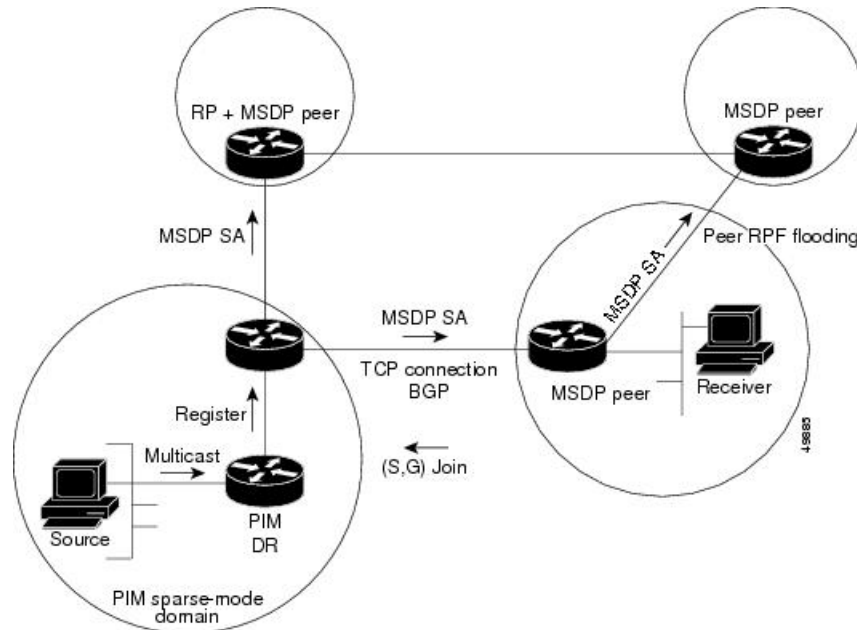 RP + MSDP peer
MSDP peer
MSDP SA
Peer RPF flooding
MSDP SA
MSDP SA
TCP connection
BGP
MSDP peer
Receiver
Register
Multicast
(S,G) Join
Source
PIM
DR
PIM sparse-mode
domain
49885